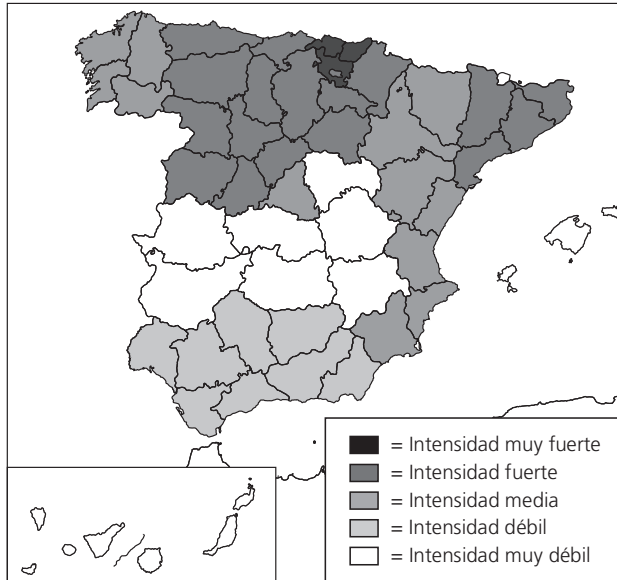 = Intensidad muy fuerte
= Intensidad fuerte
= Intensidad media
= Intensidad débil
= Intensidad muy débil